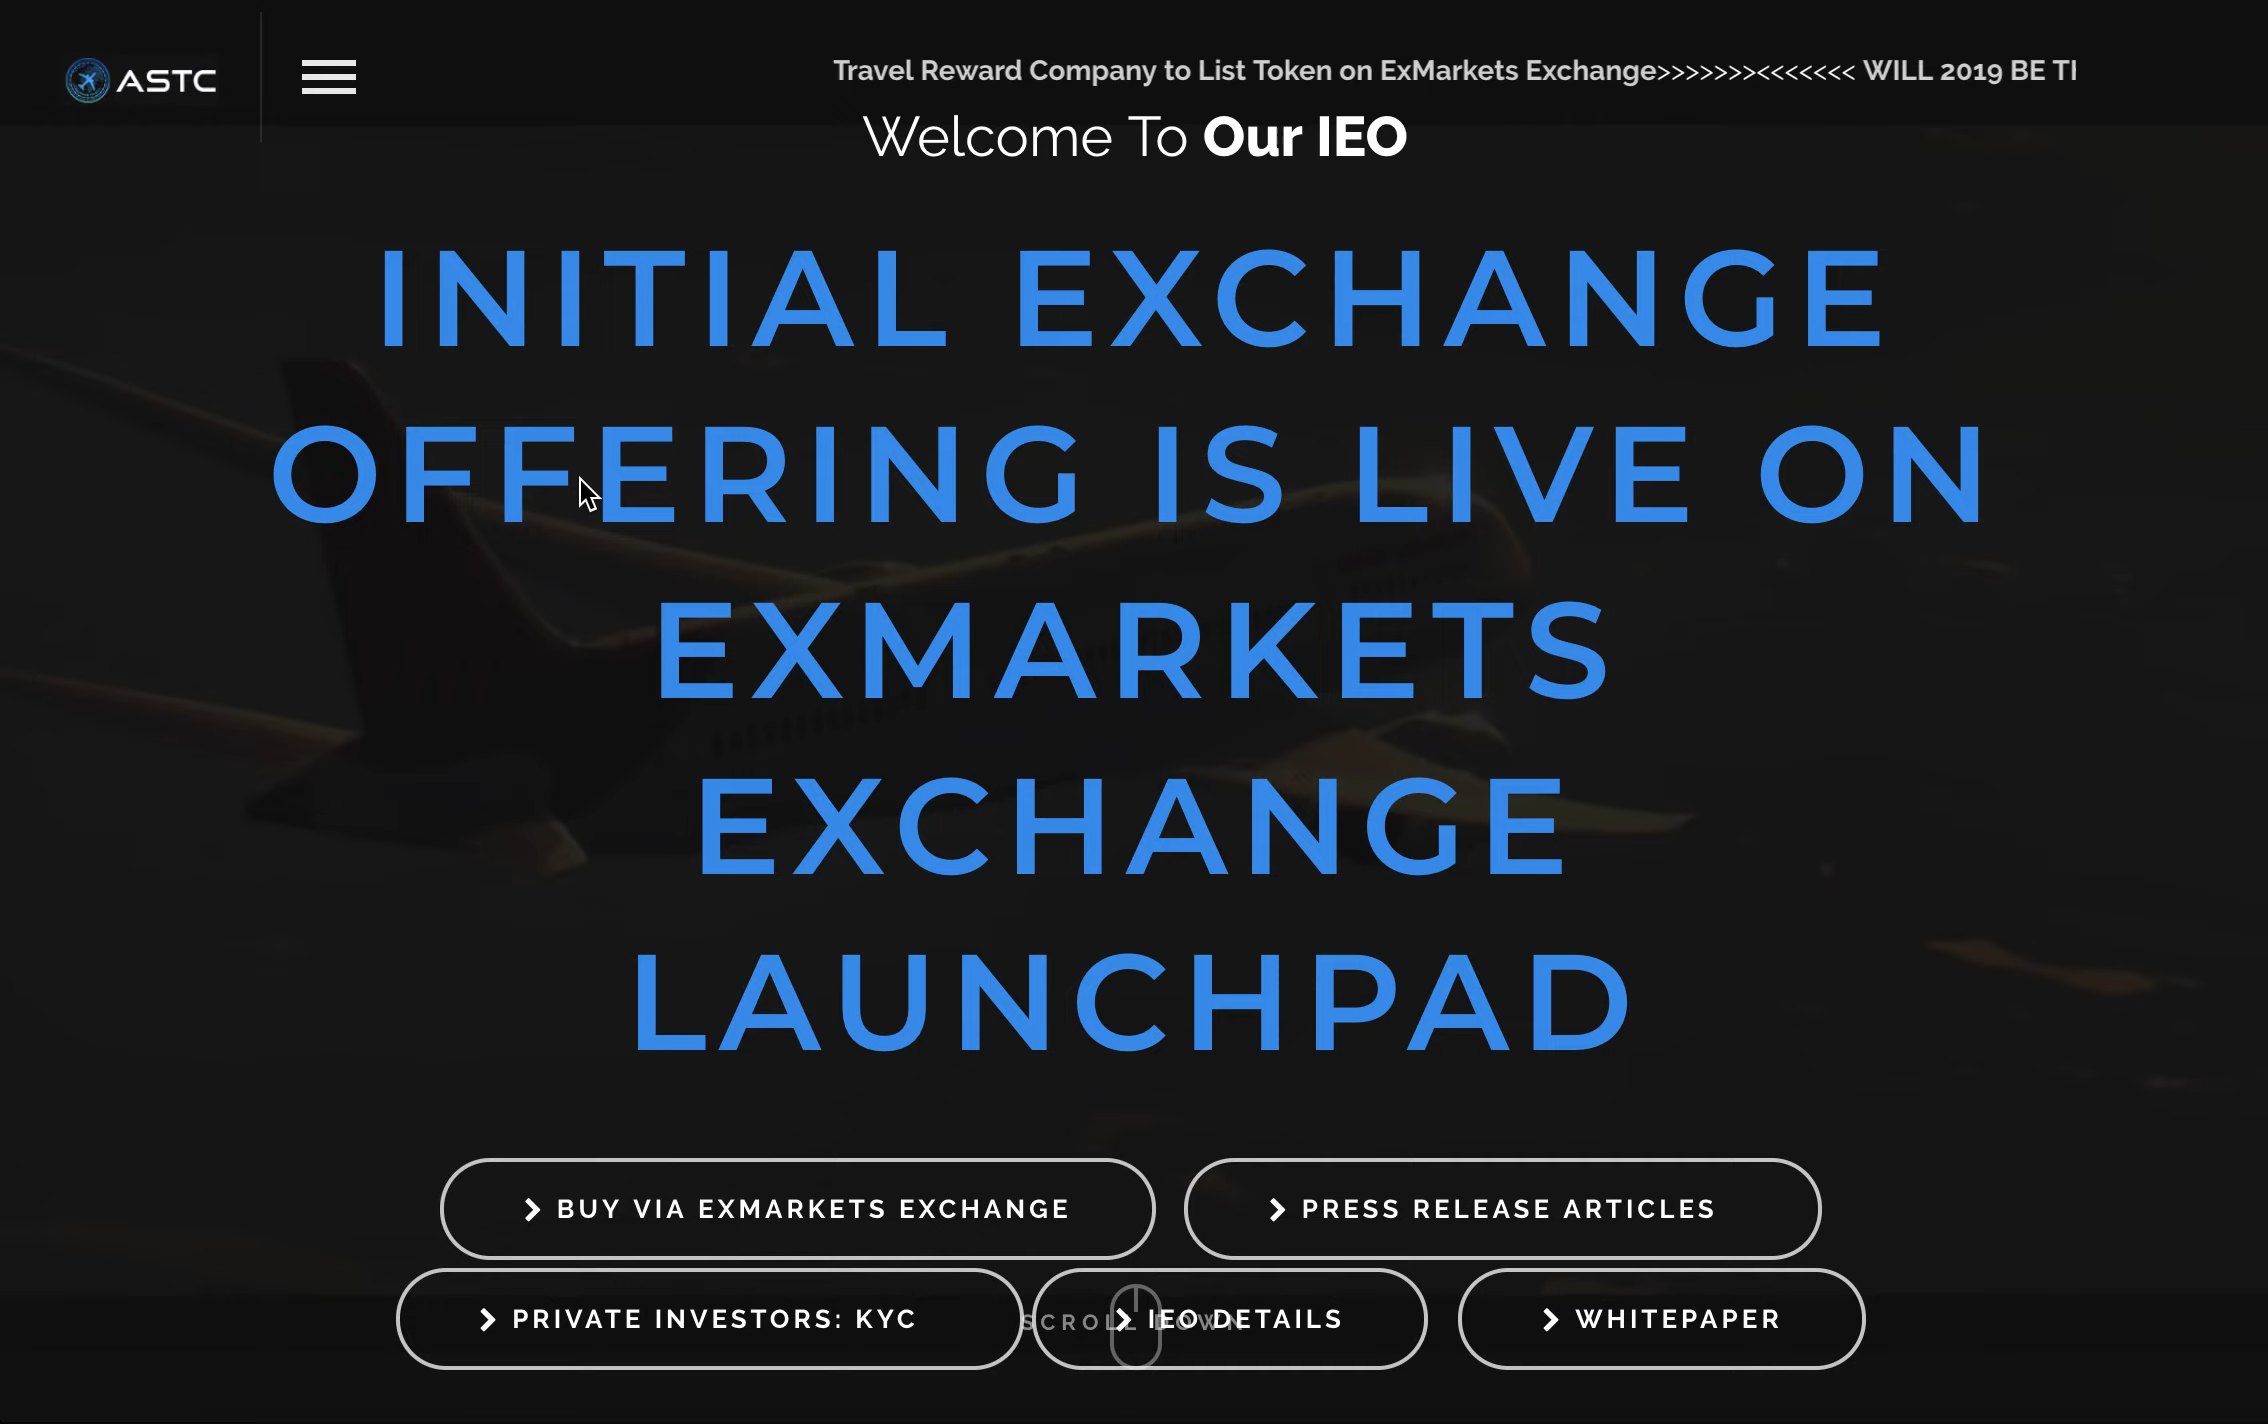 ASTC
Travel Reward Company to List Token on ExMarkets Exchange>>>>>>><<<<<<< WILL 2019 BE
Welcome To Our IEO
INITIAL EXCHANGE
OFFERING IS LIVE ON
EXMARKETS
EXCHANGE
LAUNCHPAD
BUY VIA EXMARKETS EXCHANGE
PRESS RELEASE ARTICLES
PRIVATE INVESTORS: KYC
IEO DETAILS
WHITEPAPER
SCROLL DOWN